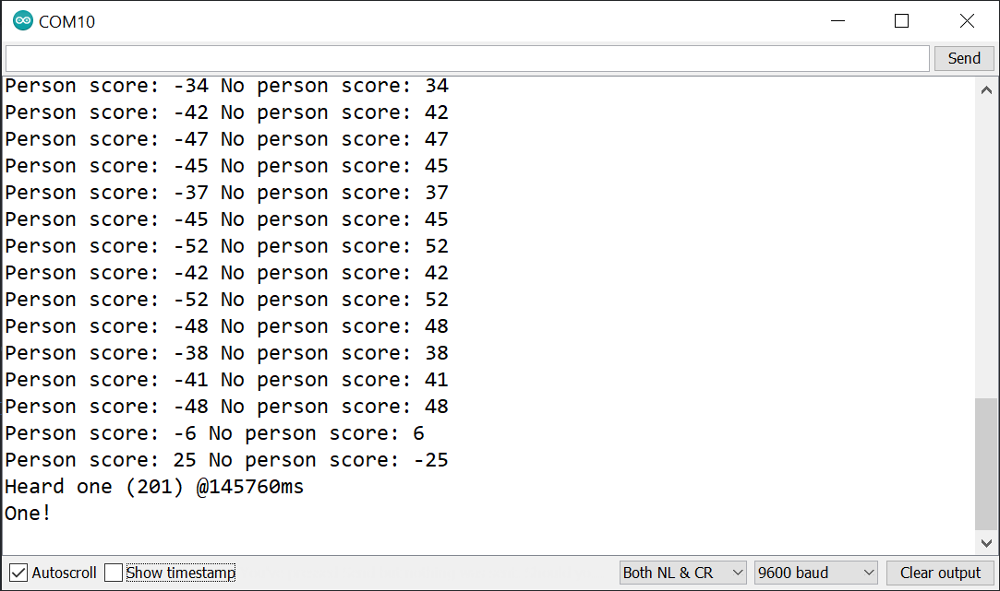 COM10
Send
Person score: -34 No person score: 34
Person score: -42 No person score: 42
Person score: -47 No person score: 47
Person score: -45 No person score: 45
Person score: -37 No person score: 37
Person score: -45 No person score: 45
Person score: -52 No person score: 52
Person score: -42 No person score: 42
Person score: -52 No person score: 52
Person score: -48 No person score: 48
Person score: -38 No person score: 38
Person score: -41 No person score: 41
Person score: -48 No person score: 48
Person score: -6 No person score: 6
Person score: 25 No person score: -25
Heard one (201) @145760ms
One!
Autoscroll Show timestamp Both NL & CR 9600 baud Clear output